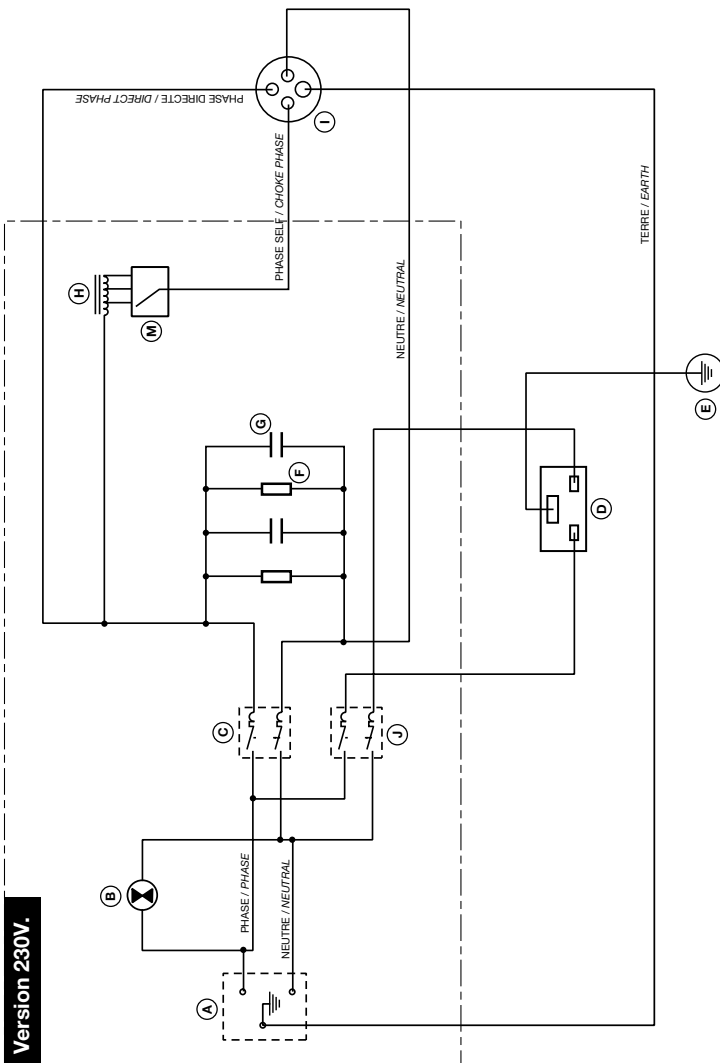 Version 230V.
A
B
PHASE / PHASE
NEUTRE / NEUTRAL
C
J
F
G
H
M
PHASE DIRECTE / DIRECT PHASE
PHASE SELF / CHOKE PHASE
NEUTRE / NEUTRAL
I
D
E
TERRE / EARTH